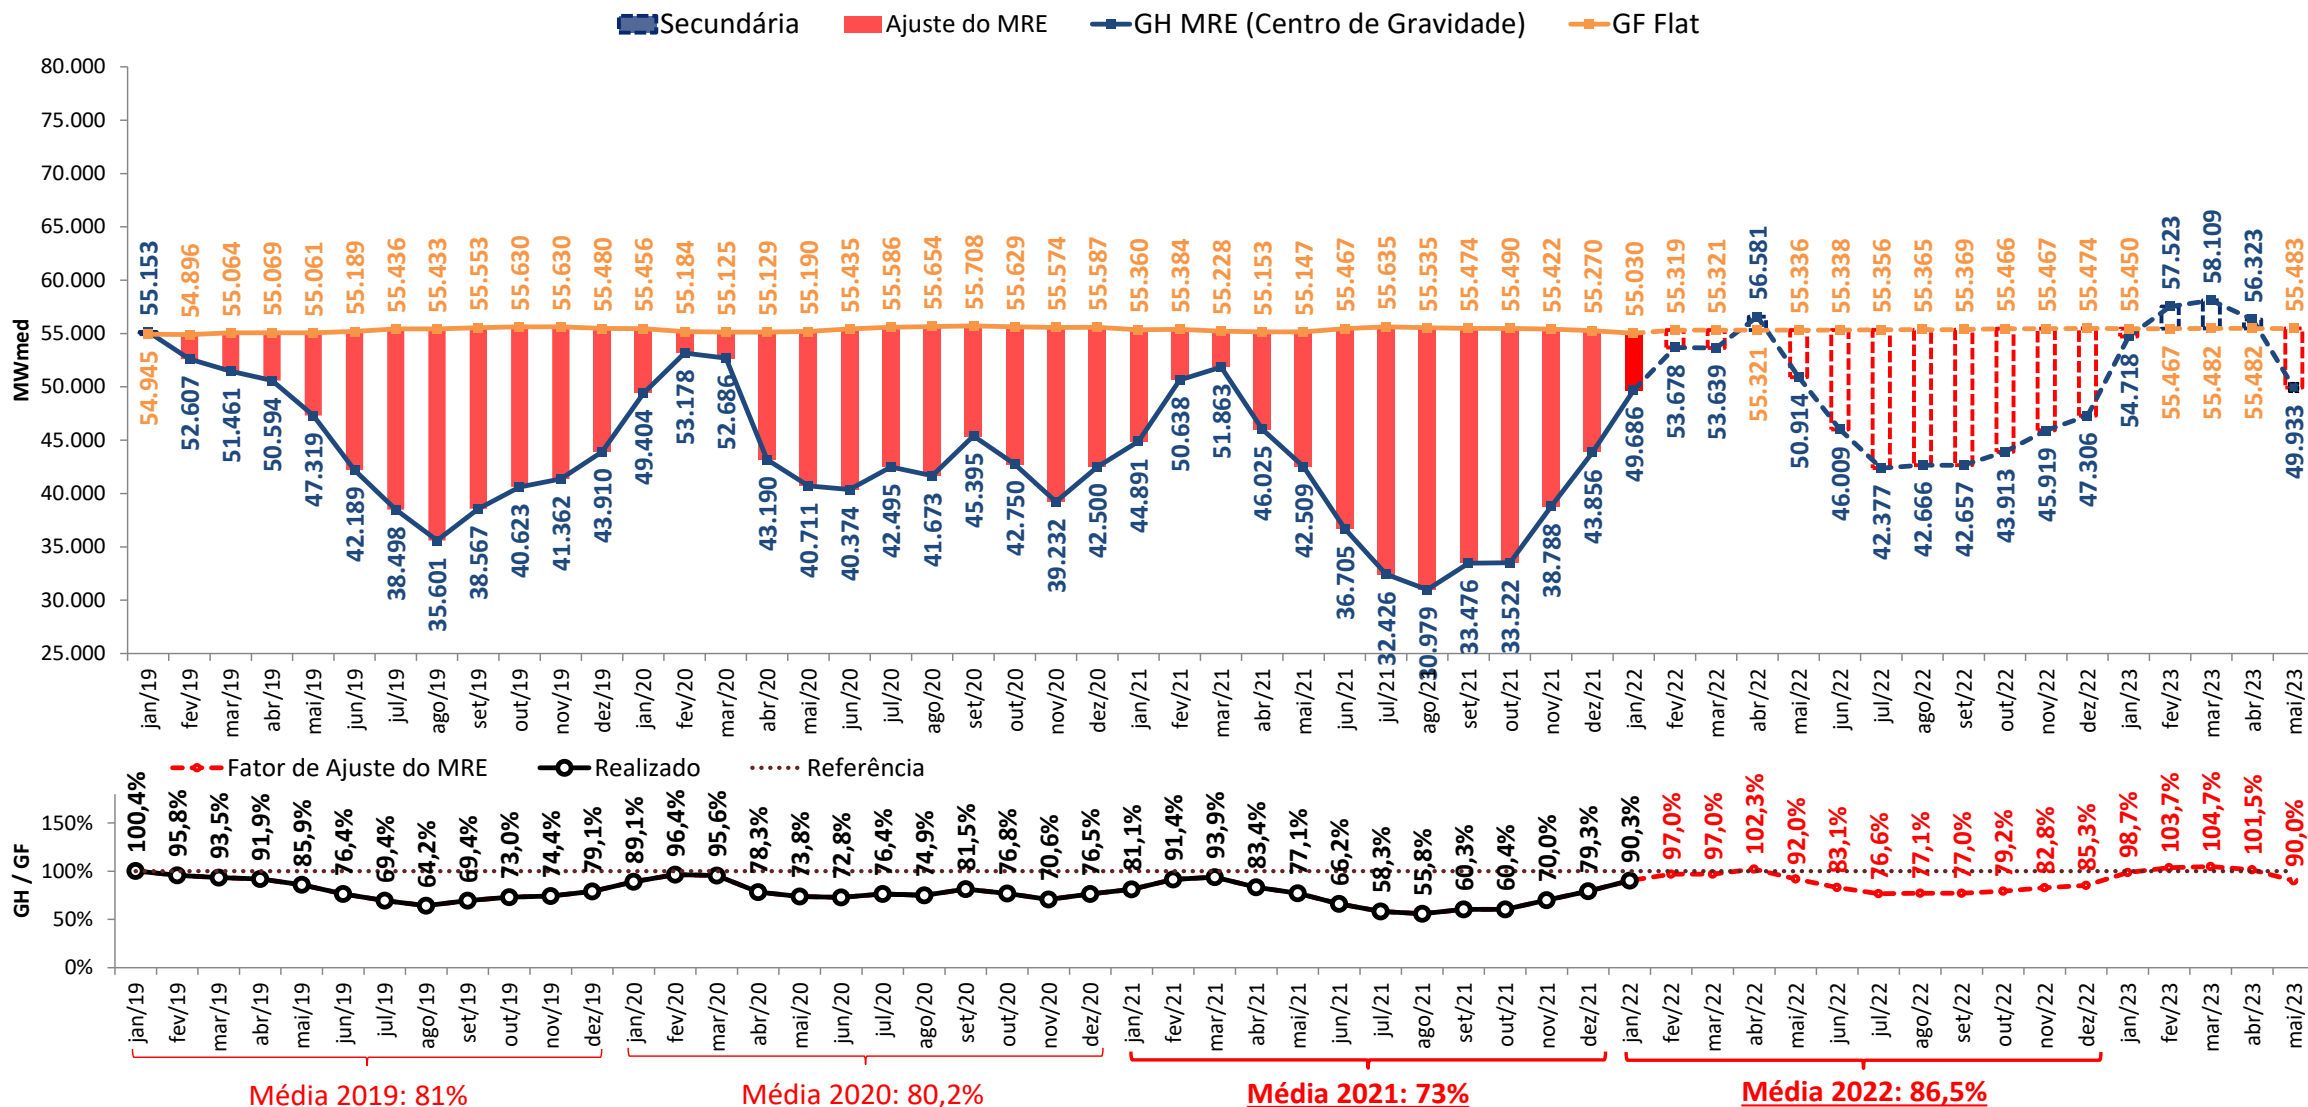 Secundária Ajuste do MRE GH MRE (Centro de Gravidade) GF Flat
80.000
75.000
70.000
65.000
60.000
55.000
50.000
45.000
40.000
35.000
30.000
25.000
MWmed
55.153 54.896 55.064 55.069 55.061 55.189 55.436 55.433 55.553 55.630 55.630 55.480 55.456 55.184 55.125 55.129 55.190 55.435 55.586 55.654 55.708 55.629 55.574 55.587 55.360 55.384 55.228 55.153 55.147 55.467 55.635 55.535 55.474 55.490 55.422 55.270 55.030 55.319 55.321 56.581 55.336 55.338 55.356 55.365 55.369 55.466 55.467 55.474 55.450 57.523 58.109 56.323 55.483
54.945 52.607 51.461 50.594 47.319 42.189 38.498 35.601 38.567 40.623 41.362 43.910 49.404 53.178 52.686 43.190 40.711 40.374 42.495 41.673 45.395 42.750 39.232 42.500 44.891 50.638 51.863 46.025 42.509 36.705 32.426 30.979 33.476 33.522 38.788 43.856 49.686 53.678 53.639 55.321 50.914 46.009 42.377 42.666 42.657 43.913 45.919 47.306 54.718 55.467 55.482 55.482 49.933
jan/19 fev/19 mar/19 abr/19 mai/19 jun/19 jul/19 ago/19 set/19 out/19 nov/19 dez/19 jan/20 fev/20 mar/20 abr/20 mai/20 jun/20 jul/20 ago/20 set/20 out/20 nov/20 dez/20 jan/21 fev/21 mar/21 abr/21 mai/21 jun/21 jul/21 ago/21 set/21 out/21 nov/21 dez/21 jan/22 fev/22 mar/22 abr/22 mai/22 jun/22 jul/22 ago/22 set/22 out/22 nov/22 dez/22 jan/23 fev/23 mar/23 abr/23 mai/23
Fator de Ajuste do MRE Realizado Referência
150%
100%
50%
0%
GH / GF
100,4% 95,8% 93,5% 91,9% 85,9% 76,4% 69,4% 64,2% 69,4% 73,0% 74,4% 79,1% 89,1% 96,4% 95,6% 78,3% 73,8% 72,8% 76,4% 74,9% 81,5% 76,8% 70,6% 76,5% 81,1% 91,4% 93,9% 83,4% 77,1% 66,2% 58,3% 55,8% 60,3% 60,4% 70,0% 79,3% 90,3% 97,0% 97,0% 102,3% 92,0% 83,1% 76,6% 77,1% 77,0% 79,2% 82,8% 85,3% 98,7% 103,7% 104,7% 101,5% 90,0%
jan/19 fev/19 mar/19 abr/19 mai/19 jun/19 jul/19 ago/19 set/19 out/19 nov/19 dez/19 jan/20 fev/20 mar/20 abr/20 mai/20 jun/20 jul/20 ago/20 set/20 out/20 nov/20 dez/20 jan/21 fev/21 mar/21 abr/21 mai/21 jun/21 jul/21 ago/21 set/21 out/21 nov/21 dez/21 jan/22 fev/22 mar/22 abr/22 mai/22 jun/22 jul/22 ago/22 set/22 out/22 nov/22 dez/22 jan/23 fev/23 mar/23 abr/23 mai/23
Média 2019: 81% Média 2020: 80,2% Média 2021: 73% Média 2022: 86,5%